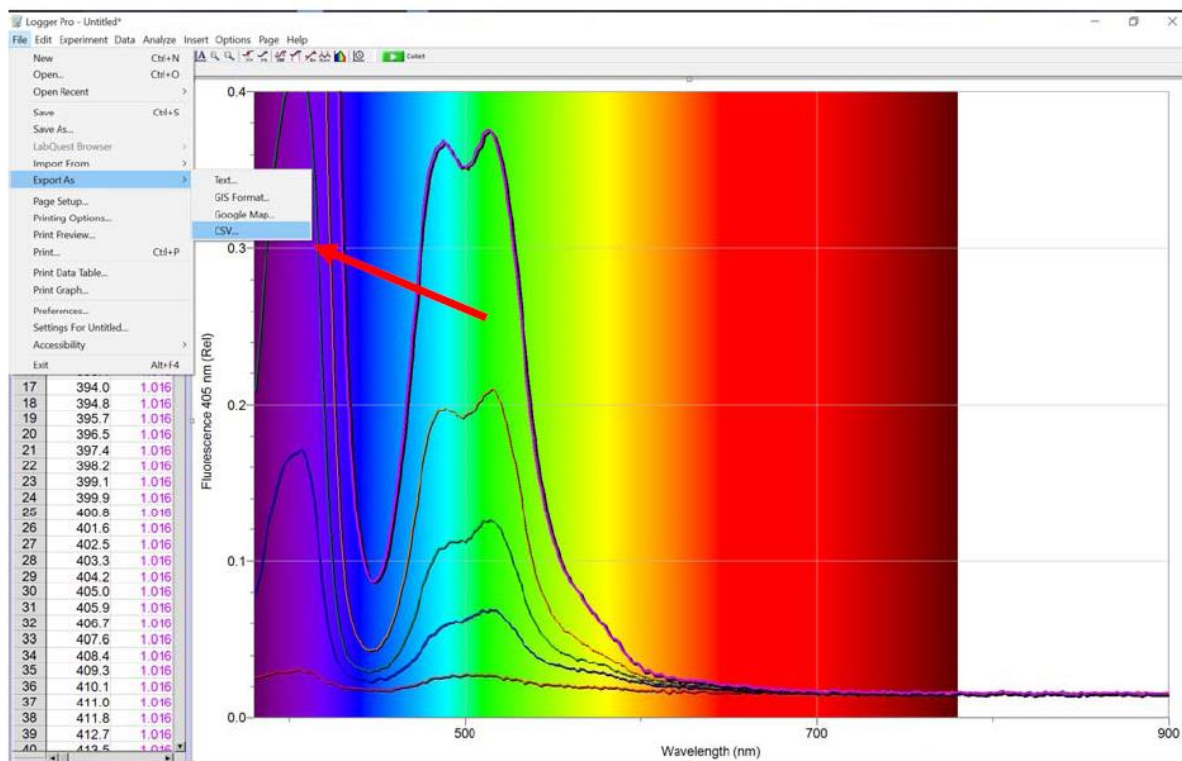 Logger Pro - Untitled*
File Edit Experiment Data Analyze Insert Options Page Help
New Ctrl+N
Open... Ctrl+O
Open Recent
Save Ctrl+S
Save As...
LabQuest Browser
Import From
Export As
Page Setup...
Printing Options...
Print Preview...
Print... Ctrl+P
Print Data Table...
Print Graph...
Preferences...
Settings For Untitled...
Accessibility
Exit Alt+F4
Text...
GIS Format...
Google Map...
CSV...
Collect
17 394.0 1.016
18 394.8 1.016
19 395.7 1.016
20 396.5 1.016
21 397.4 1.016
22 398.2 1.016
23 399.1 1.016
24 399.9 1.016
25 400.8 1.016
26 401.6 1.016
27 402.5 1.016
28 403.3 1.016
29 404.2 1.016
30 405.0 1.016
31 405.9 1.016
32 406.7 1.016
33 407.6 1.016
34 408.4 1.016
35 409.3 1.016
36 410.1 1.016
37 411.0 1.016
38 411.8 1.016
39 412.7 1.016
40 413.5 1.016
Fluorescence 405 nm (Rel)
0.4
0.3
0.2
0.1
0.0
500 700 900
Wavelength (nm)